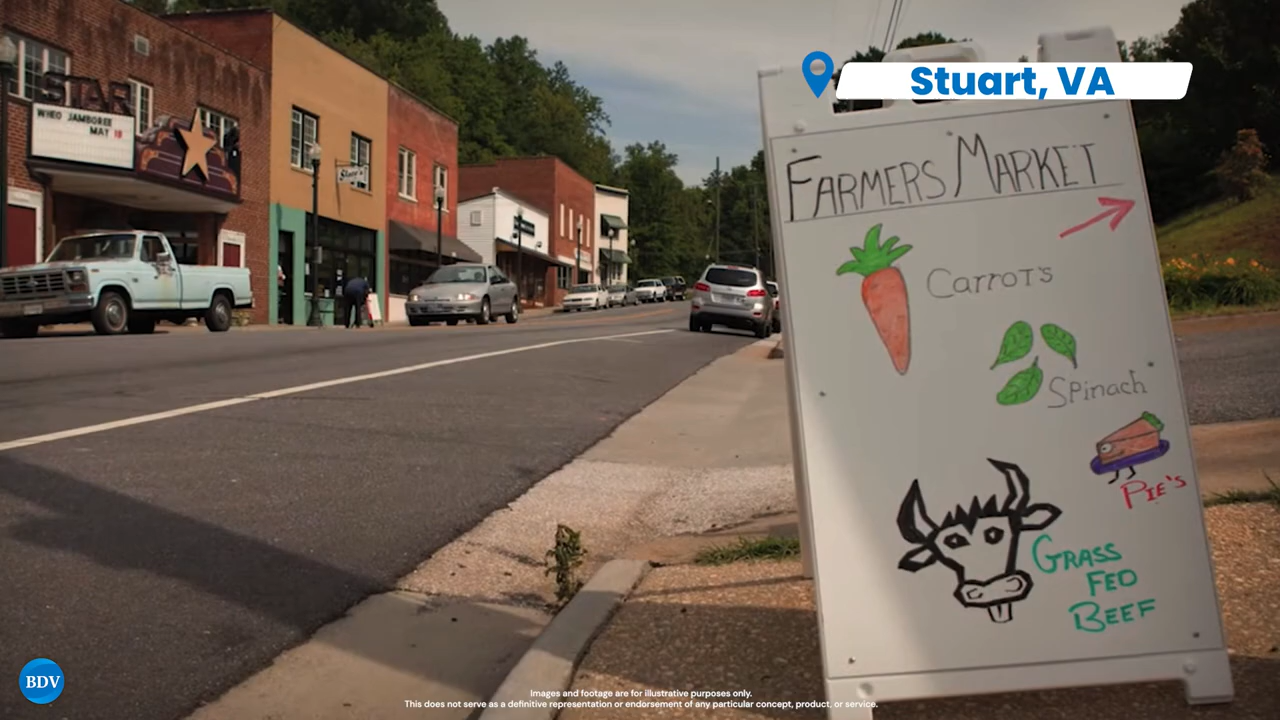 Stuart, VA
STAR
WHEO JAMBOREE
MAY 18
FARMERS MARKET
CARROT'S
SPinach
PIE'S
GRASS
FED
BEEF
BDV
Images and footage are for illustrative purposes only.
This does not serve as a definitive representation or endorsement of any particular concept, product, or service.